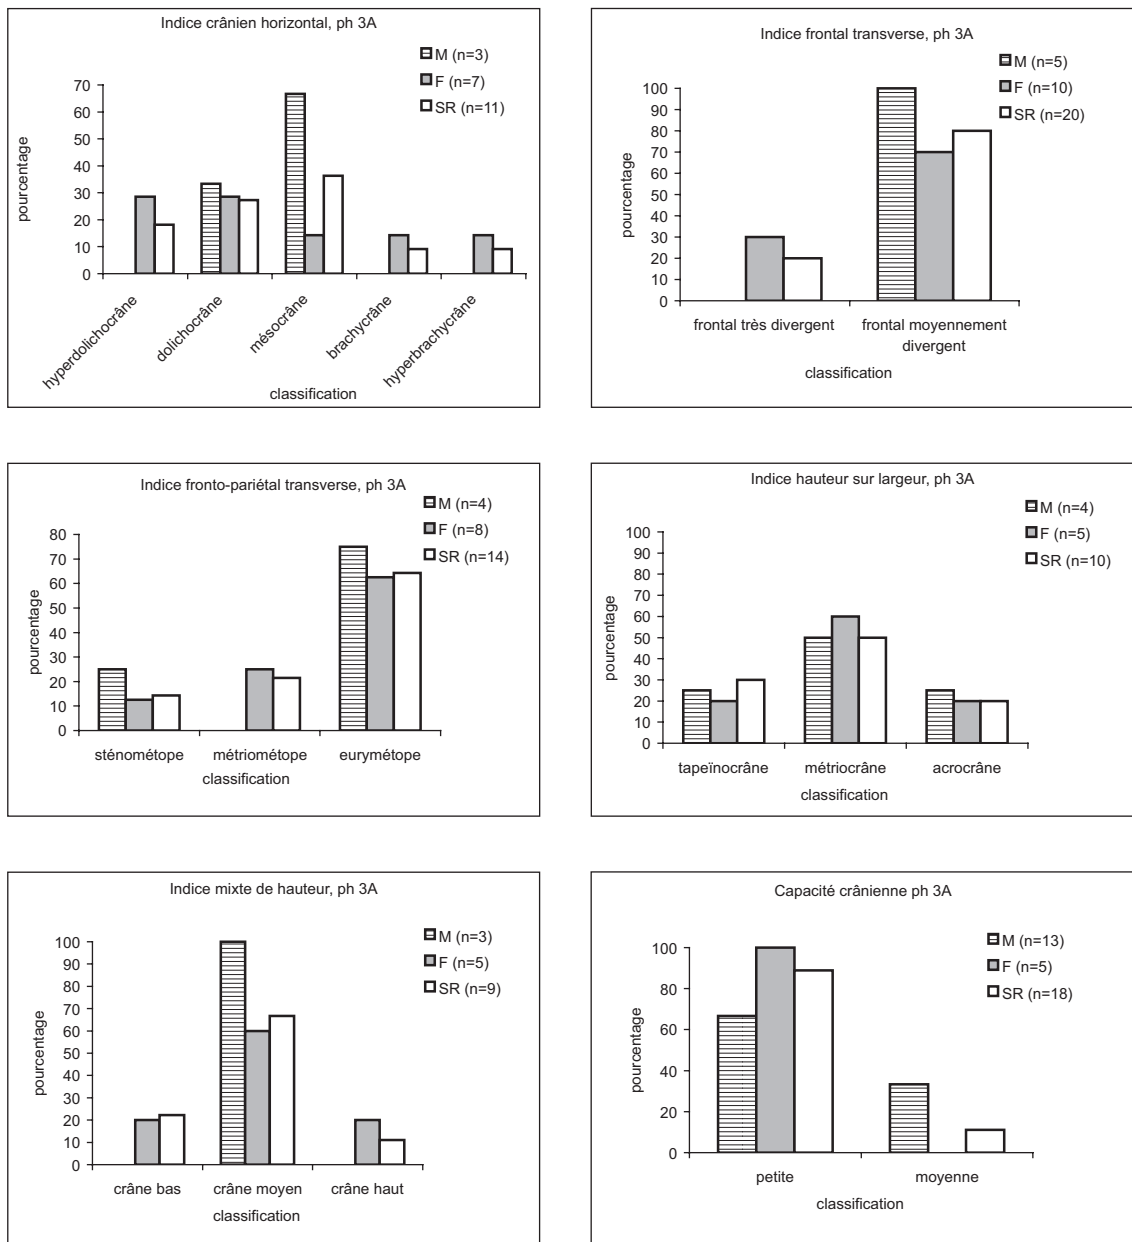 Indice crânien horizontal, ph 3A
M (n=3)
F (n=7)
SR (n=11)
pourcentage
70
60
50
40
30
20
10
0
hyperdolichocrâne
dolichocrâne
mésocrâne
brachycrâne
hyperbrachycrâne
classification
Indice frontal transverse, ph 3A
M (n=5)
F (n=10)
SR (n=20)
pourcentage
100
90
80
70
60
50
40
30
20
10
0
frontal très divergent
frontal moyennement
divergent
classification
Indice fronto-pariétal transverse, ph 3A
M (n=4)
F (n=8)
SR (n=14)
pourcentage
80
70
60
50
40
30
20
10
0
sténométope
métriométope
eurymétope
classification
Indice hauteur sur largeur, ph 3A
M (n=4)
F (n=5)
SR (n=10)
pourcentage
100
90
80
70
60
50
40
30
20
10
0
tapeïnocrâne
métriocrâne
acrocrâne
classification
Indice mixte de hauteur, ph 3A
M (n=3)
F (n=5)
SR (n=9)
pourcentage
100
90
80
70
60
50
40
30
20
10
0
crâne bas
crâne moyen
crâne haut
classification
Capacité crânienne ph 3A
M (n=13)
F (n=5)
SR (n=18)
pourcentage
100
80
60
40
20
0
petite
moyenne
classification